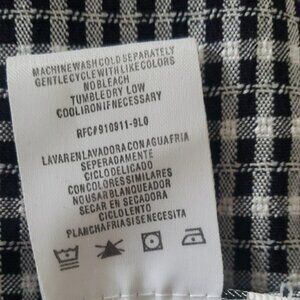 MACHINE WASH COLD SEPARATELY
GENTLE CYCLE WITH LIKE COLORS
NO BLEACH
TUMBLE DRY LOW
COOL IRON IF NECESSARY
RFC#910911-9L0
LAVAR EN LAVADORA CON AGUA FRIA
SEPERADAMENTE
CICLO DELICADO
CON COLORES SIMILARES
NO USAR BLANQUEADOR
SECAR EN SECADORA
CICLO LENTO
PLANCHA FRIA SI E NECESITA